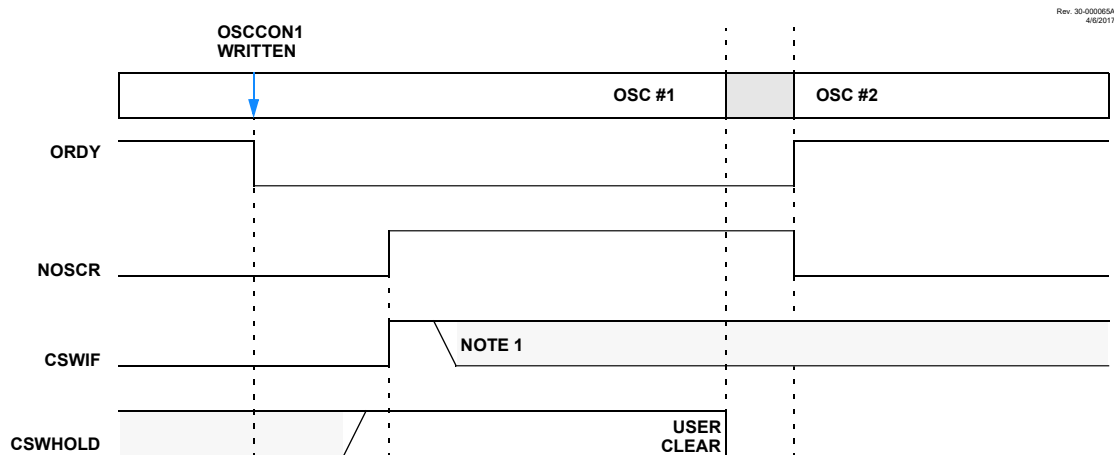 Rev. 30-000065A
4/6/2017
OSCCON1
WRITTEN
OSC #1
OSC #2
ORDY
NOSCR
CSWIF
NOTE 1
CSWHOLD
USER
CLEAR